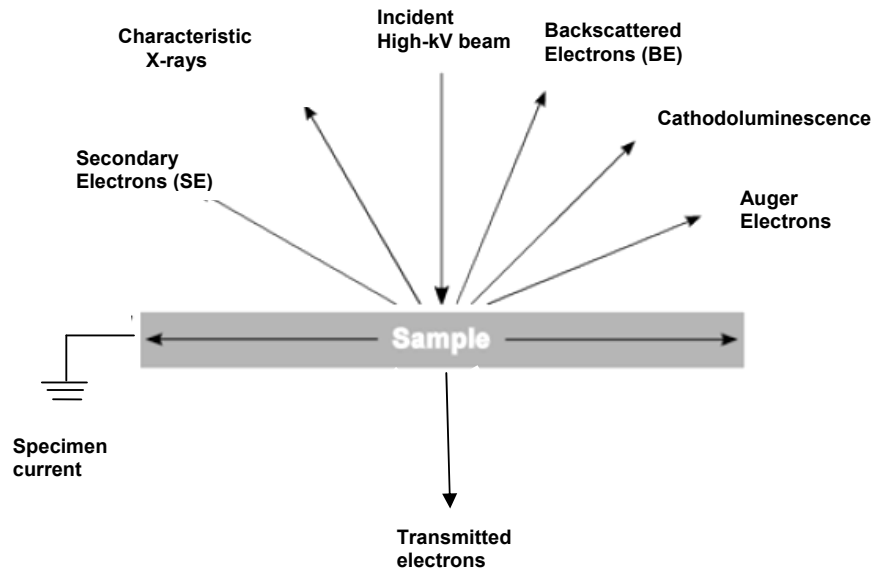 Incident
High-kV beam
Characteristic
X-rays
Backscattered
Electrons (BE)
Cathodoluminescence
Secondary
Electrons (SE)
Auger
Electrons
Sample
Specimen
current
Transmitted
electrons